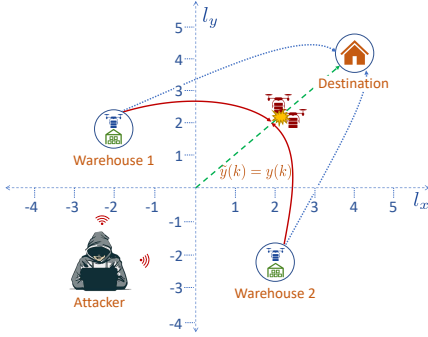 l_y
5
4
3
2
1
-1
-2
-3
-4
-4 -3 -2 -1 1 2 3 4 5 l_x
Destination
Warehouse 1
ỹ(k) = y(k)
Attacker
Warehouse 2